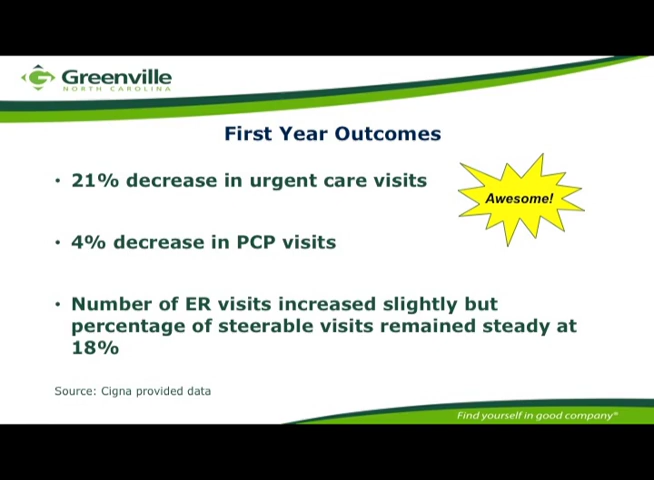 Greenville
NORTH CAROLINA
First Year Outcomes
• 21% decrease in urgent care visits
Awesome!
• 4% decrease in PCP visits
• Number of ER visits increased slightly but
percentage of steerable visits remained steady at
18%
Source: Cigna provided data
Find yourself in good company℠